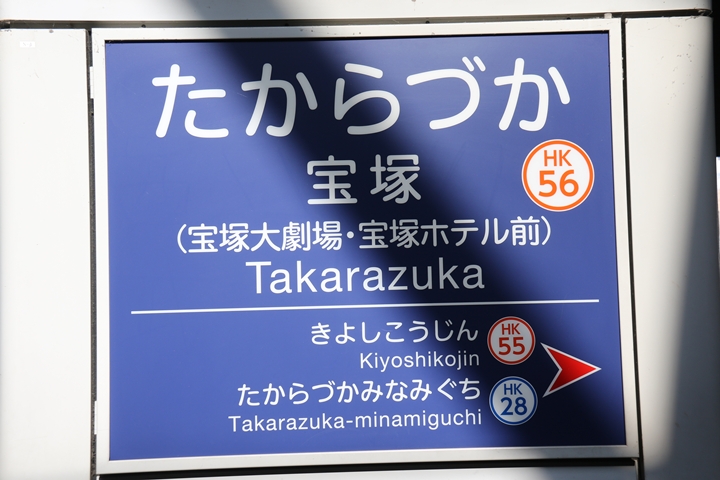 たからづか
宝塚
HK
56
（宝塚大劇場・宝塚ホテル前）
Takarazuka
きよしこうじん
Kiyoshikojin
HK
55
たからづかみなみぐち
Takarazuka-minamiguchi
HK
28